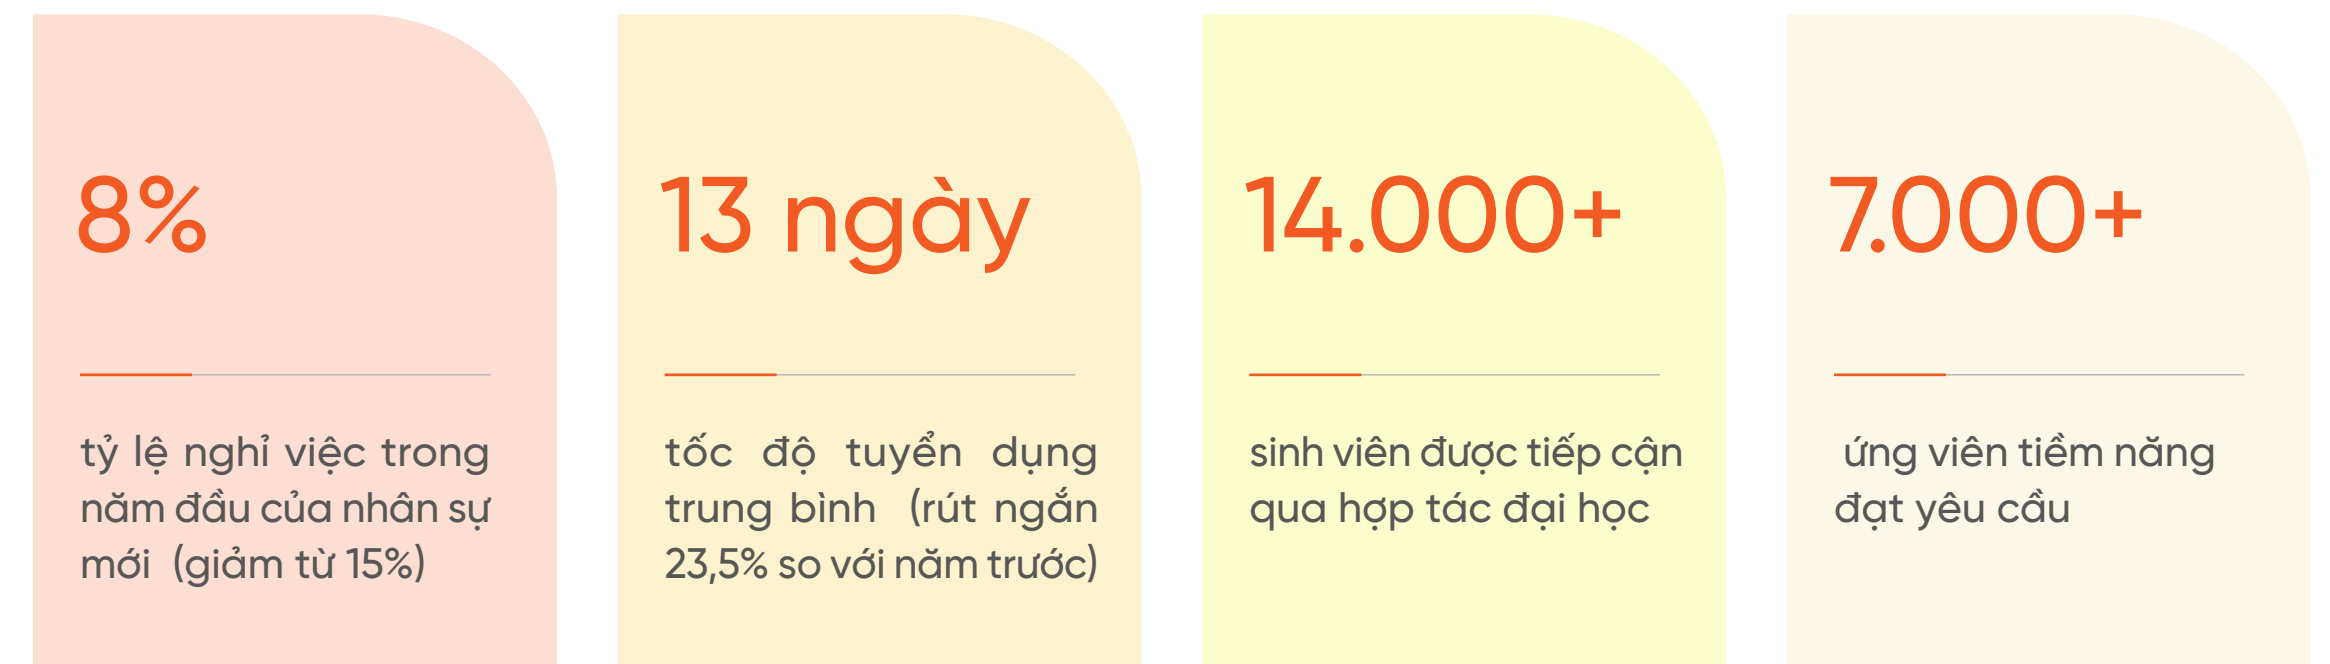 8%
tỷ lệ nghỉ việc trong
năm đầu của nhân sự
mới (giảm từ 15%)
13 ngày
tốc độ tuyển dụng
trung bình (rút ngắn
23,5% so với năm trước)
14.000+
sinh viên được tiếp cận
qua hợp tác đại học
7.000+
ứng viên tiềm năng
đạt yêu cầu